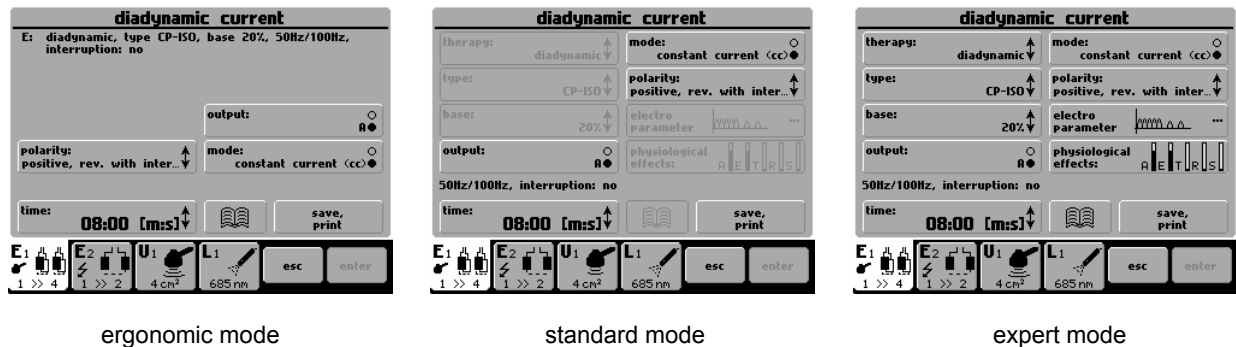 diadynamic current
E: diadynamic, type CP-ISO, base 20%, 50Hz/100Hz,
interruption: no
output:
A
polarity:
positive, rev. with inter…
mode:
constant current (cc)
time:
08:00 [m:s]
save,
print
E1
1 >> 4
E2
1 >> 2
U1
4 cm²
L1
685 nm
esc
enter
ergonomic mode
diadynamic current
therapy:
diadynamic
mode:
constant current (cc)
type:
CP-ISO
polarity:
positive, rev. with inter…
base:
20%
electro
parameter ...
output:
A
physiological
effects: A E T R S
50Hz/100Hz, interruption: no
time:
08:00 [m:s]
save,
print
E1
1 >> 4
E2
1 >> 2
U1
4 cm²
L1
685 nm
esc
enter
standard mode
diadynamic current
therapy:
diadynamic
mode:
constant current (cc)
type:
CP-ISO
polarity:
positive, rev. with inter…
base:
20%
electro
parameter ...
output:
A
physiological
effects: A E T R S
50Hz/100Hz, interruption: no
time:
08:00 [m:s]
save,
print
E1
1 >> 4
E2
1 >> 2
U1
4 cm²
L1
685 nm
esc
enter
expert mode